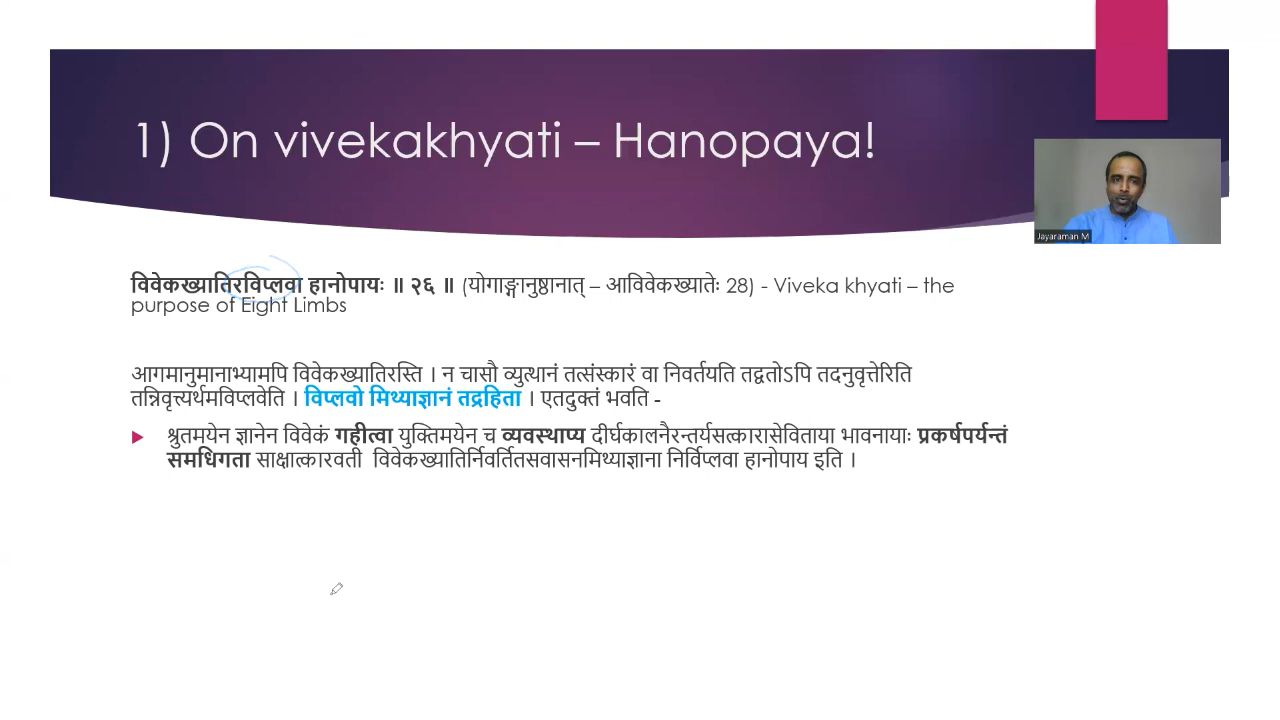 1) On vivekakhyati – Hanopaya!
Jayaraman M
विवेकख्यातिरविप्लवा हानोपायः ॥ २६ ॥ (योगाङ्गानुष्ठानात् – आविवेकख्यातेः 28) - Viveka khyati – the
purpose of Eight Limbs
आगमानुमानाभ्यामपि विवेकख्यातिरस्ति । न चासौ व्युत्थानं तत्संस्कारं वा निवर्तयति तद्वतोऽपि तदनुवृत्तेरिति
तन्निवृत्त्यर्थमविप्लवेति । विप्लवो मिथ्याज्ञानं तद्रहिता । एतदुक्तं भवति -
श्रुतमयेन ज्ञानेन विवेकं गहीत्वा युक्तिमयेन च व्यवस्थाप्य दीर्घकालनैरन्तर्यसत्कारासेविताया भावनायाः प्रकर्षपर्यन्तं
समधिगता साक्षात्कारवती विवेकख्यातिर्निवर्तितसवासनमिथ्याज्ञाना निर्विप्लवा हानोपाय इति ।